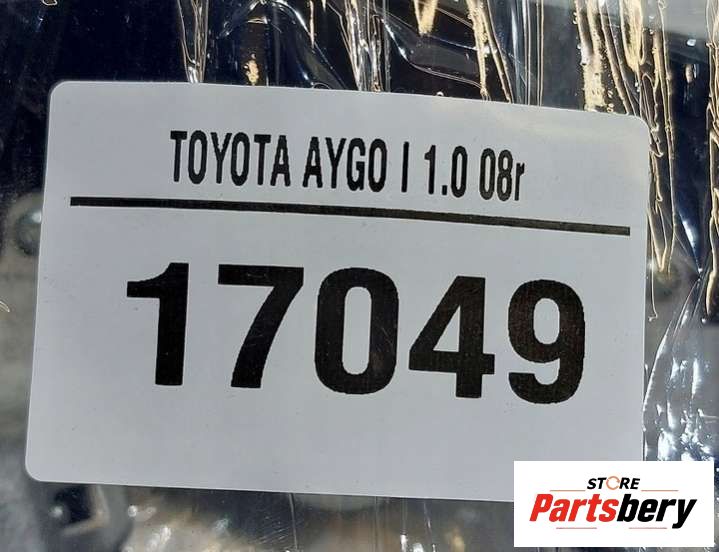 TOYOTA AYGO I 1.0 08r
17049
STORE
Partsbery